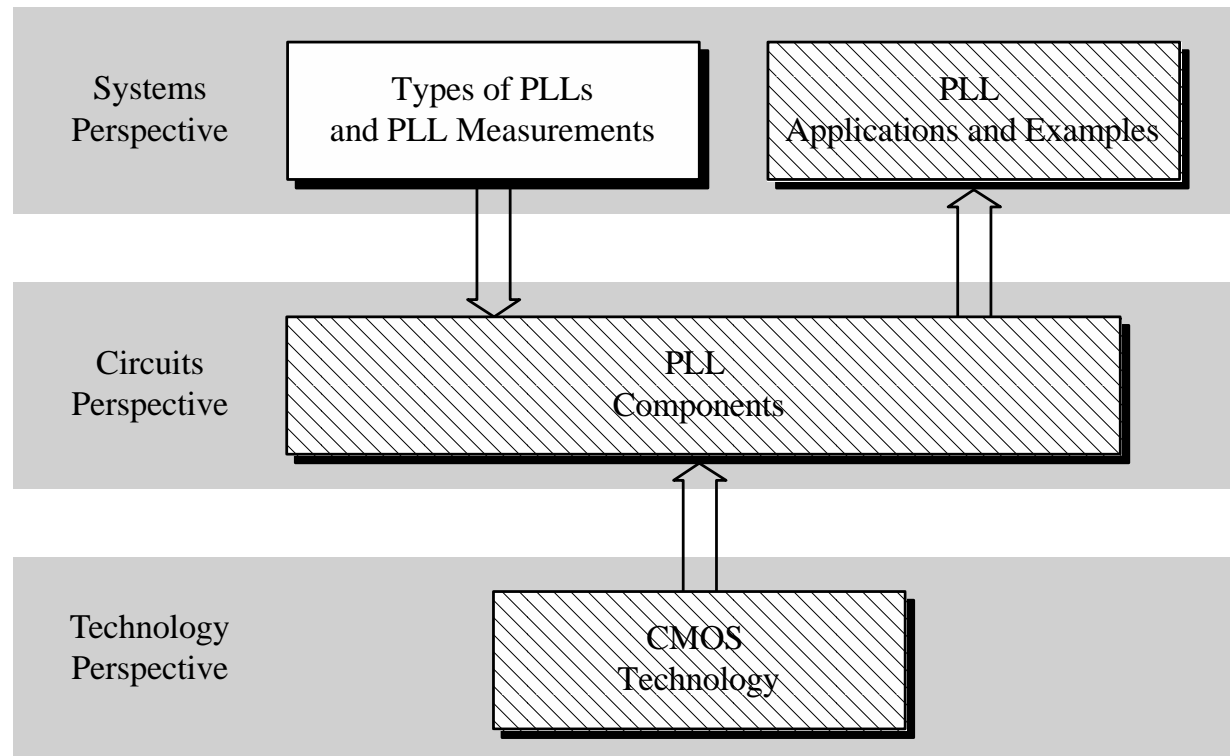 Systems
Perspective
Types of PLLs
and PLL Measurements
PLL
Applications and Examples
Circuits
Perspective
PLL
Components
Technology
Perspective
CMOS
Technology